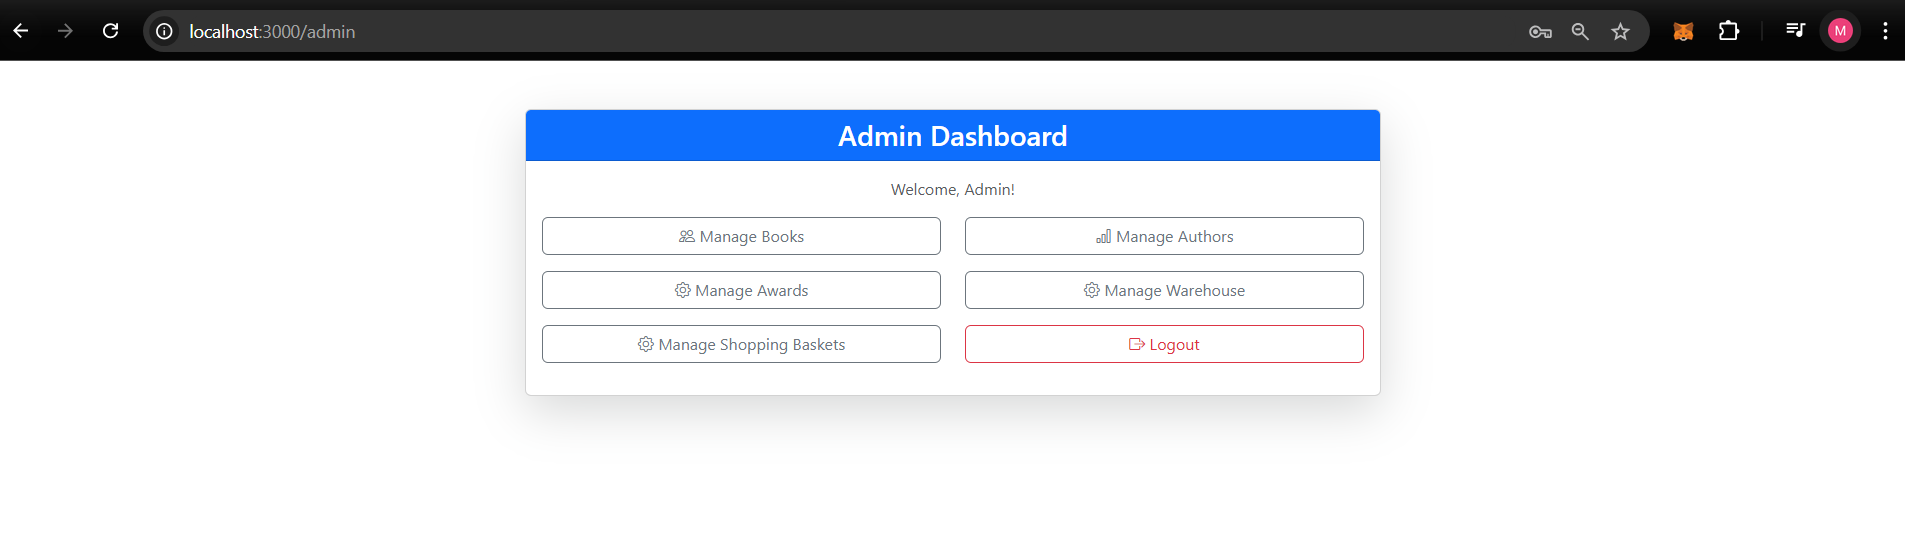 localhost:3000/admin
M
Admin Dashboard
Welcome, Admin!
Manage Books
Manage Authors
Manage Awards
Manage Warehouse
Manage Shopping Baskets
Logout